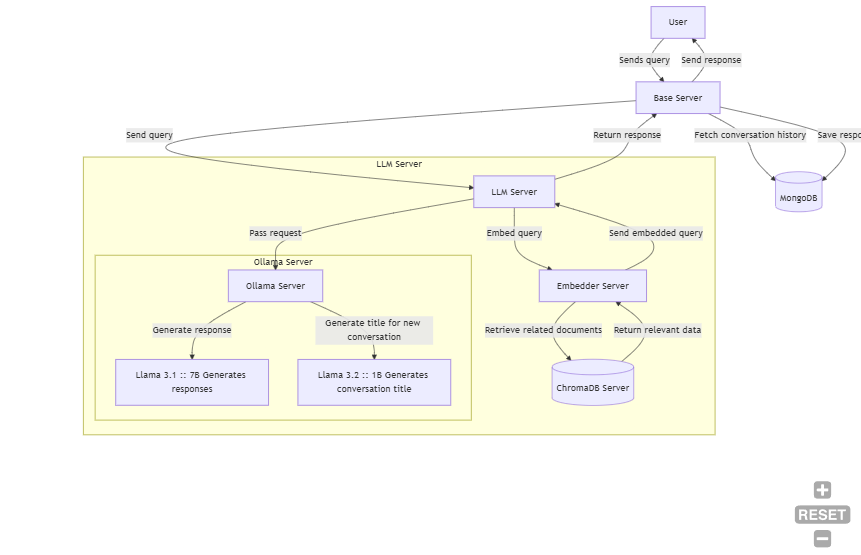 User
Sends query
Send response
Base Server
Send query
Return response
Fetch conversation history
Save respo
LLM Server
LLM Server
MongoDB
Pass request
Embed query
Send embedded query
Ollama Server
Ollama Server
Embedder Server
Generate response
Generate title for new
conversation
Retrieve related documents
Return relevant data
Llama 3.1 :: 7B Generates
responses
Llama 3.2 :: 1B Generates
conversation title
ChromaDB Server
RESET